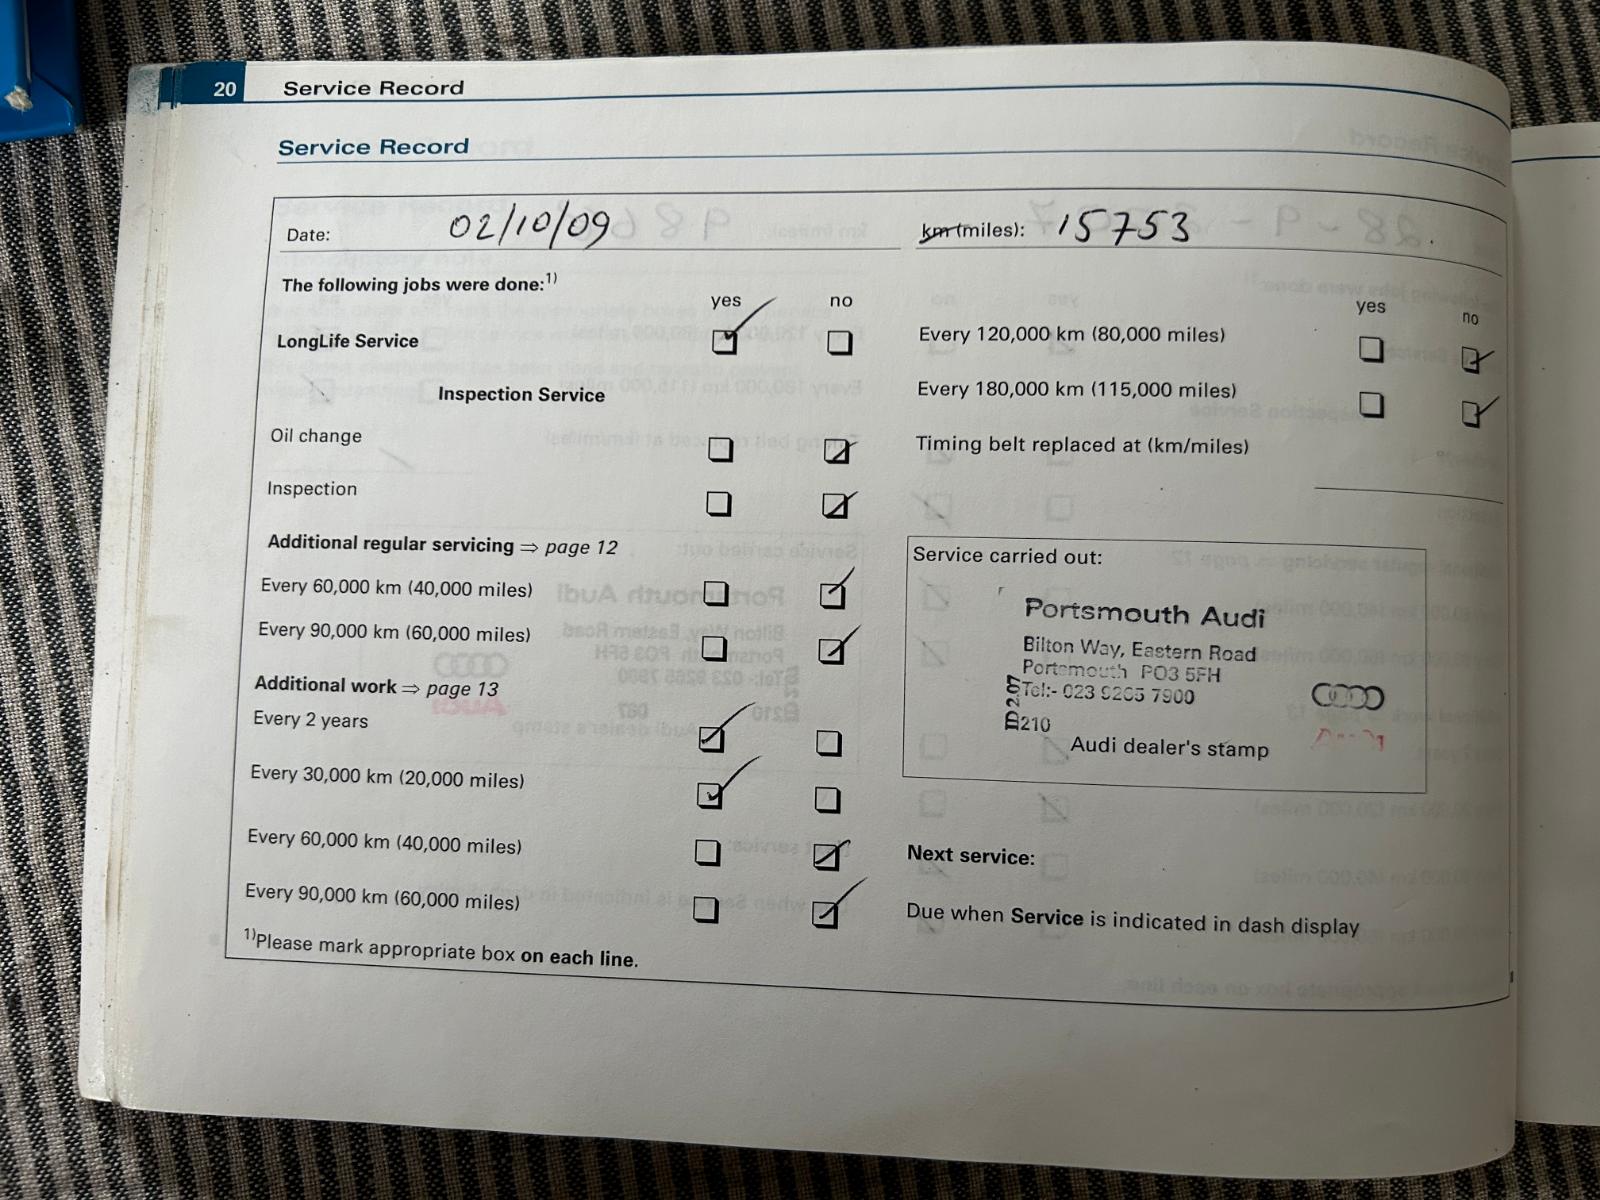 20 Service Record
Service Record
Date: 02/10/09
km (miles): 15753
The following jobs were done:1)
yes no
LongLife Service
Inspection Service
Oil change
Inspection
Additional regular servicing ⇒ page 12
Every 60,000 km (40,000 miles)
Every 90,000 km (60,000 miles)
Additional work ⇒ page 13
Every 2 years
Every 30,000 km (20,000 miles)
Every 60,000 km (40,000 miles)
Every 90,000 km (60,000 miles)
1)Please mark appropriate box on each line.
yes no
Every 120,000 km (80,000 miles)
Every 180,000 km (115,000 miles)
Timing belt replaced at (km/miles)
Service carried out:
Portsmouth Audi
Bilton Way, Eastern Road
Portsmouth PO3 5FH
Tel:- 023 9265 7900
210
Audi dealer's stamp
Next service:
Due when Service is indicated in dash display